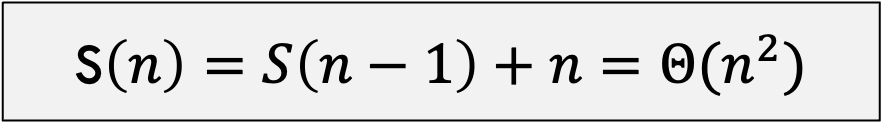 S(n) = S(n − 1) + n = Θ(n²)